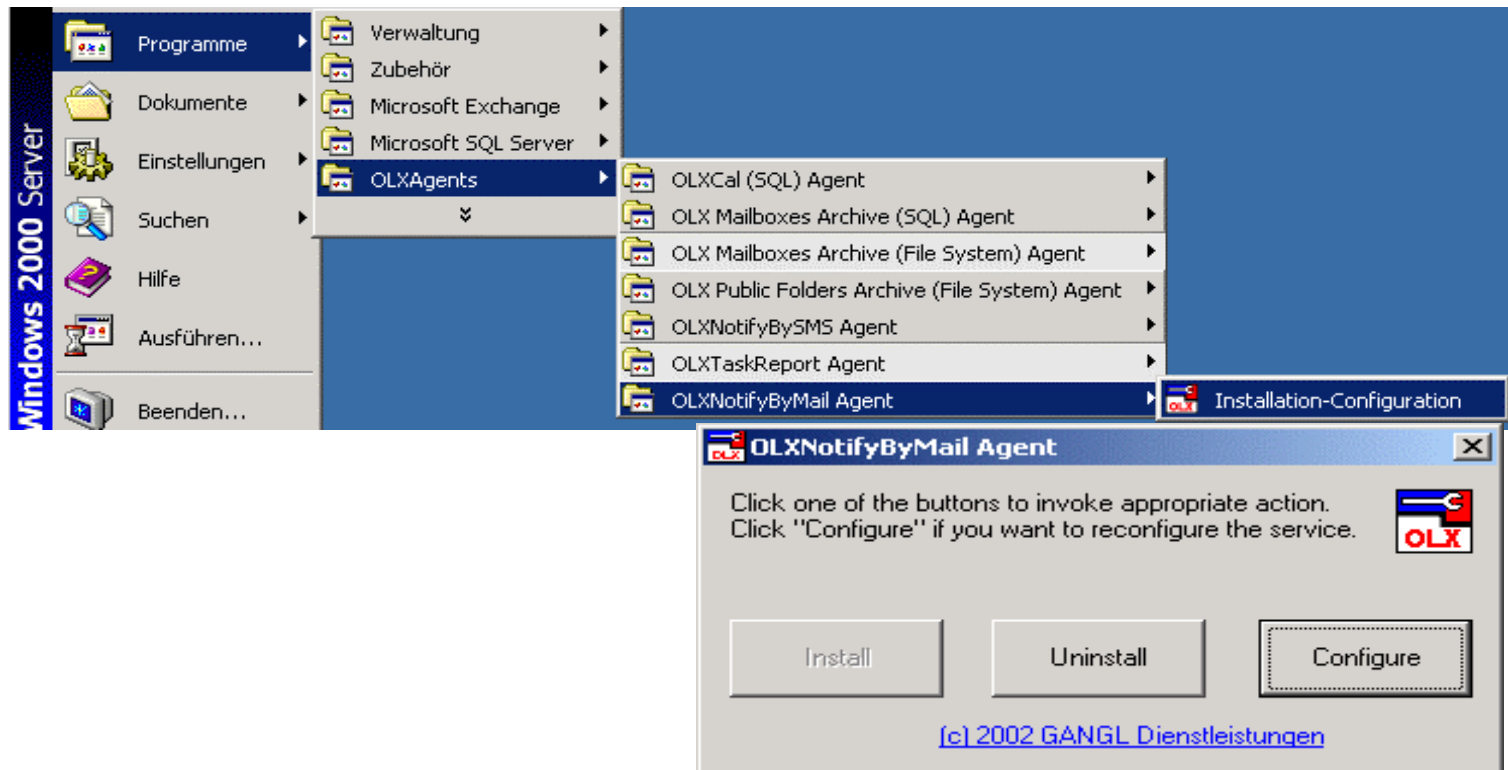 Windows 2000 Server
Programme
Dokumente
Einstellungen
Suchen
Hilfe
Ausführen...
Beenden...
Verwaltung
Zubehör
Microsoft Exchange
Microsoft SQL Server
OLXAgents
OLXCal (SQL) Agent
OLX Mailboxes Archive (SQL) Agent
OLX Mailboxes Archive (File System) Agent
OLX Public Folders Archive (File System) Agent
OLXNotifyBySMS Agent
OLXTaskReport Agent
OLXNotifyByMail Agent
OLX
Installation-Configuration
OLX
OLXNotifyByMail Agent
Click one of the buttons to invoke appropriate action.
Click "Configure" if you want to reconfigure the service.
OLX
Install
Uninstall
Configure
(c) 2002 GANGL Dienstleistungen